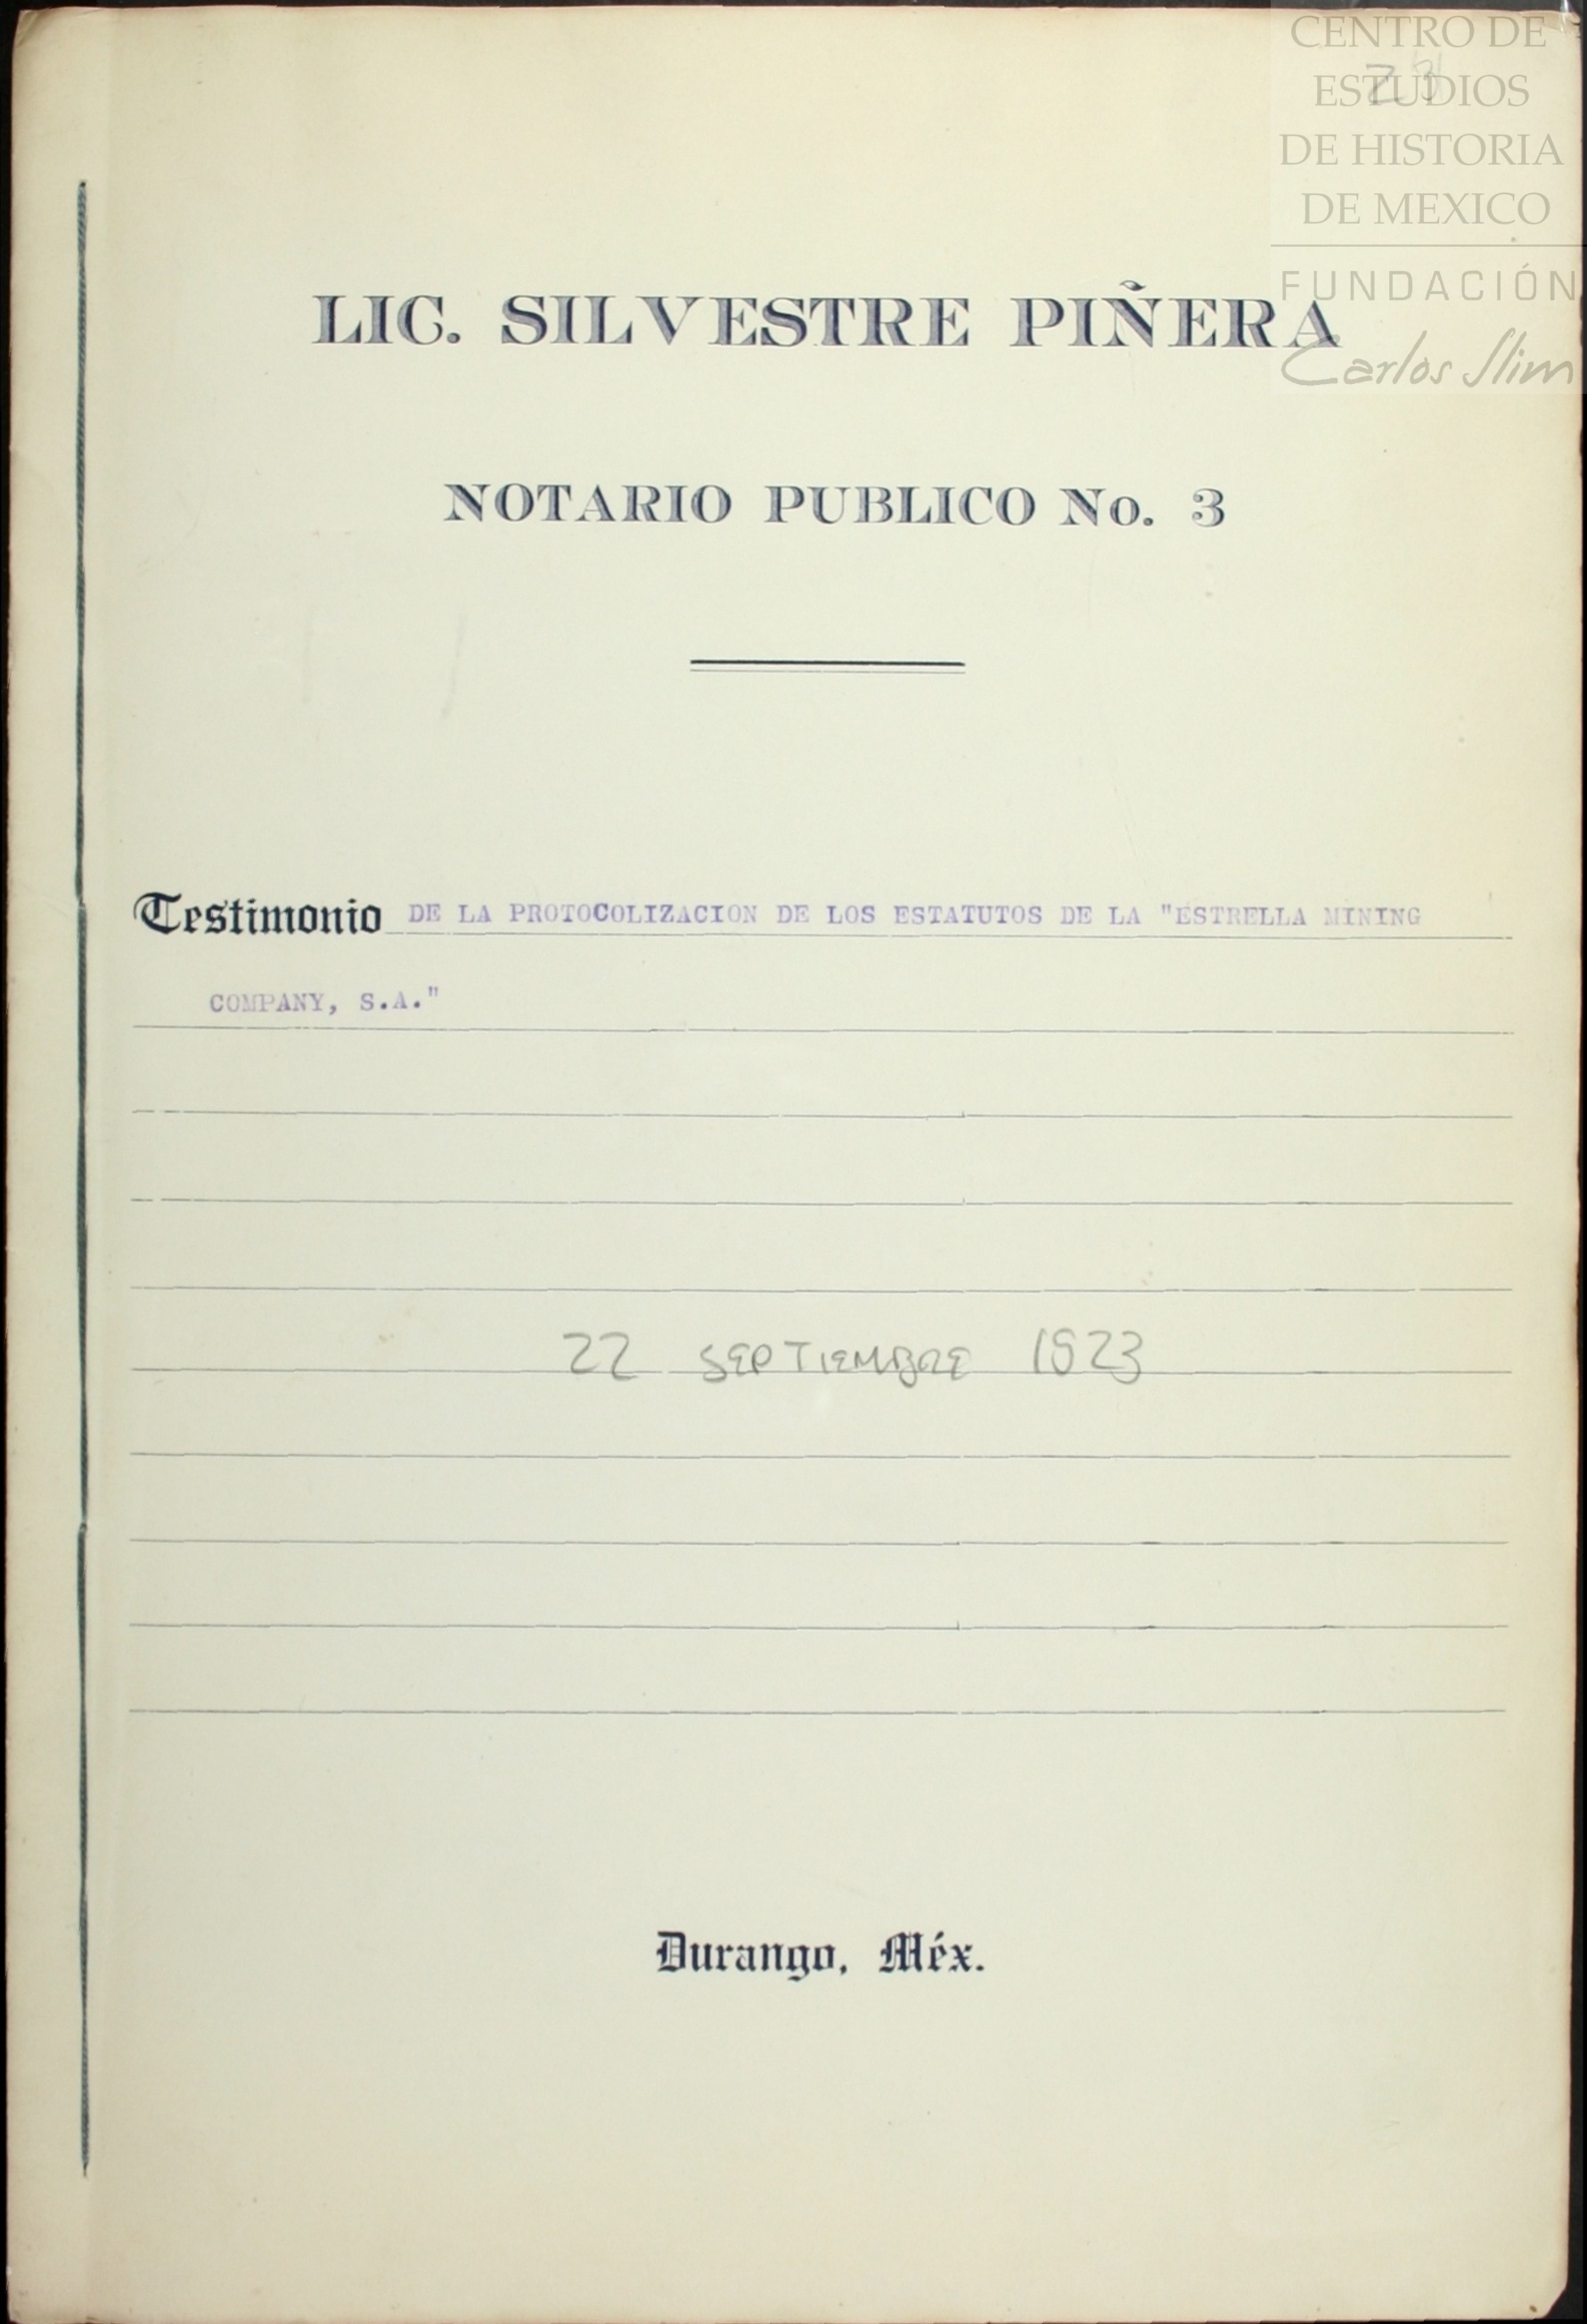 CENTRO DE
ESTUDIOS
DE HISTORIA
DE MEXICO
FUNDACIÓN
Carlos Slim
LIC. SILVESTRE PIÑERA
NOTARIO PUBLICO No. 3
Testimonio DE LA PROTOCOLIZACION DE LOS ESTATUTOS DE LA "ESTRELLA MINING
COMPANY, S.A."
22 SEPTIEMBRE 1923
Durango, Méx.